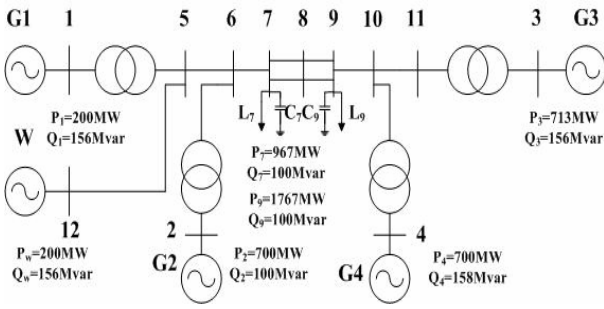 G1 1 5 6 7 8 9 10 11 3 G3
L7 C7 C9 L9
P1=200MW
Q1=156Mvar
P3=713MW
Q3=156Mvar
W
P7=967MW
Q7=100Mvar
P9=1767MW
Q9=100Mvar
12
2
4
Pw=200MW
Qw=156Mvar
G2
P2=700MW
Q2=100Mvar
G4
P4=700MW
Q4=158Mvar